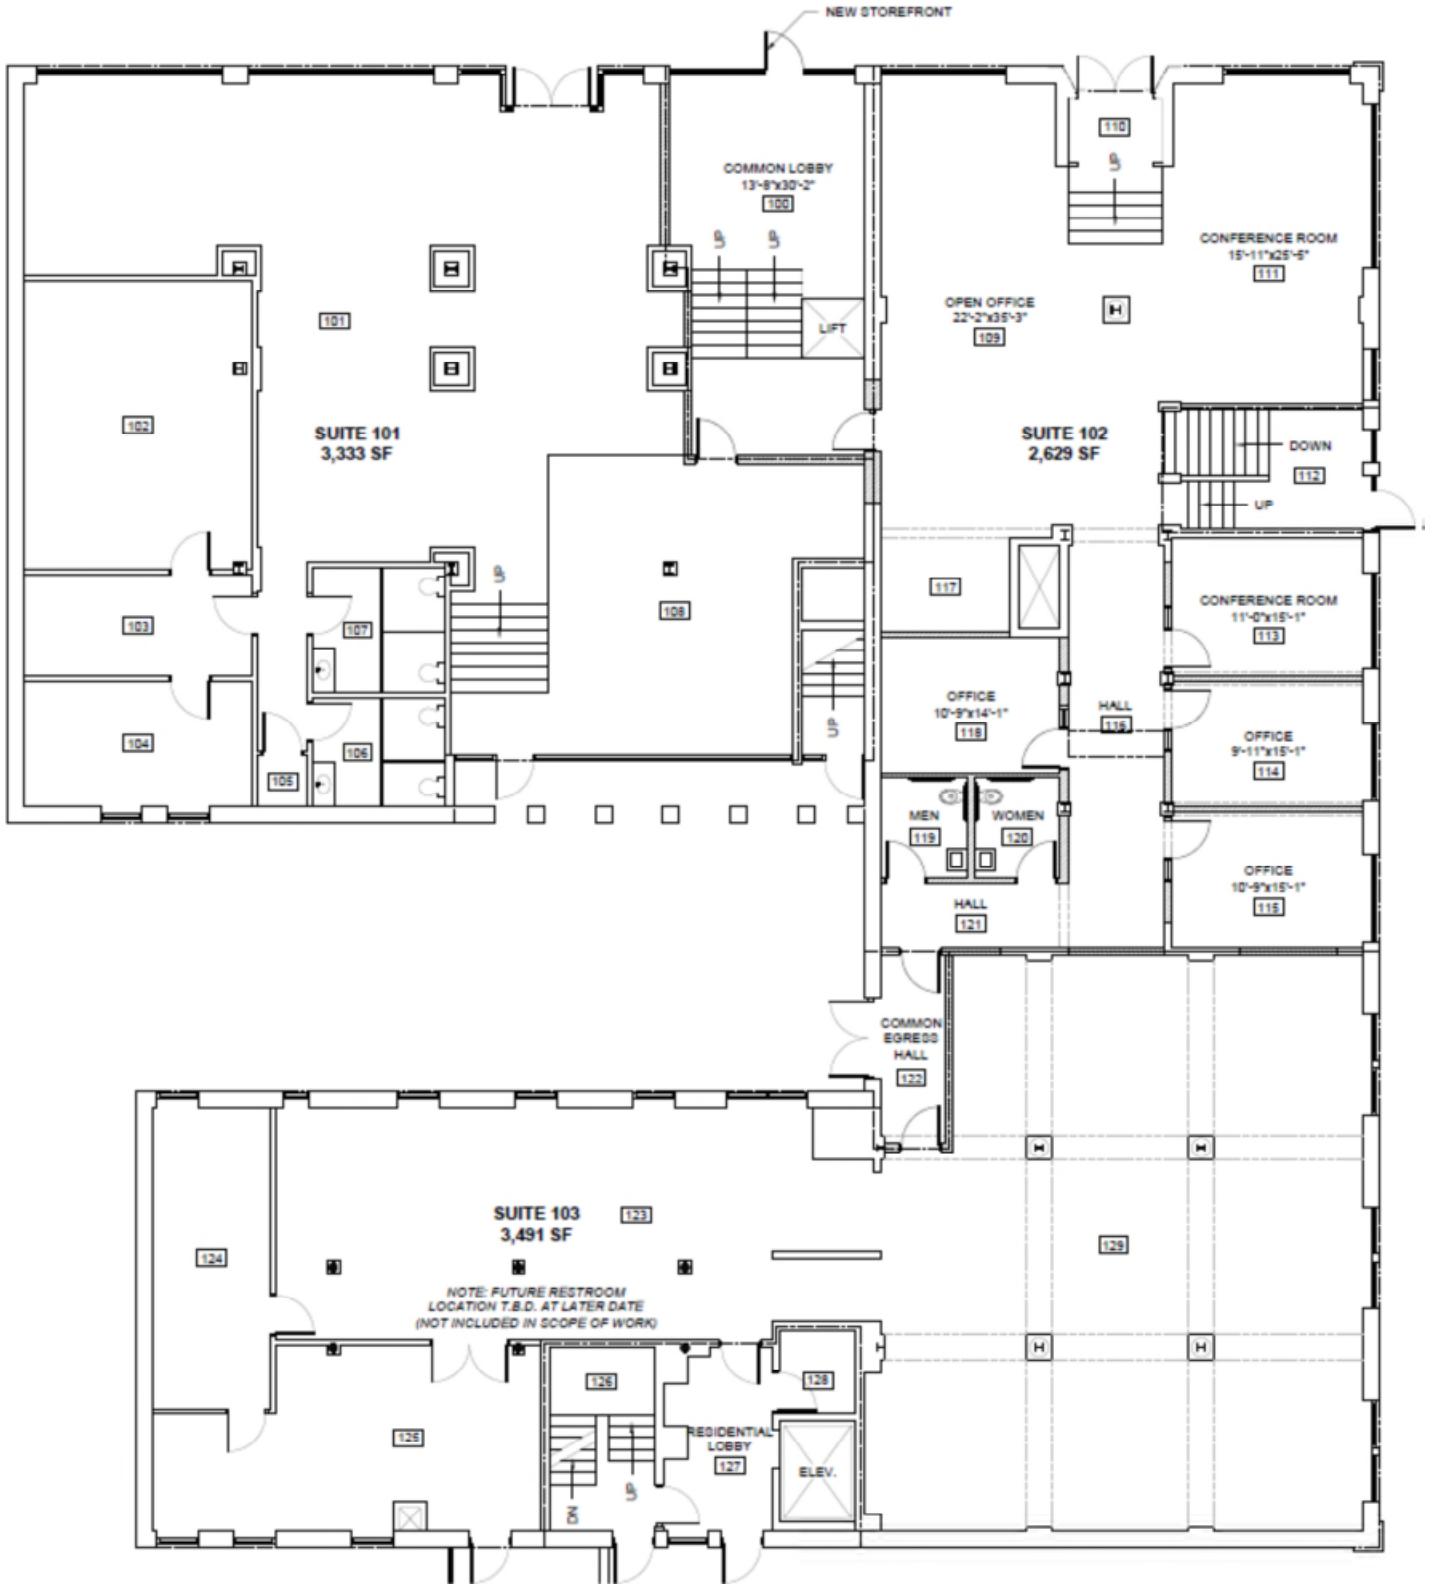 NEW STOREFRONT
COMMON LOBBY
13'-8"x30'-2"
100
UP
UP
LIFT
110
UP
CONFERENCE ROOM
15'-11"x25'-5"
111
OPEN OFFICE
22'-2"x35'-3"
109
101
102
SUITE 101
3,333 SF
SUITE 102
2,629 SF
DOWN
112
UP
103
107
UP
108
117
CONFERENCE ROOM
11'-0"x15'-1"
113
104
105
106
UP
OFFICE
10'-9"x14'-1"
118
HALL
116
OFFICE
9'-11"x15'-1"
114
MEN
119
WOMEN
120
OFFICE
10'-9"x15'-1"
115
HALL
121
COMMON
EGRESS
HALL
122
SUITE 103
3,491 SF
123
124
129
NOTE: FUTURE RESTROOM
LOCATION T.B.D. AT LATER DATE
(NOT INCLUDED IN SCOPE OF WORK)
126
128
125
RESIDENTIAL
LOBBY
127
ELEV.
DN
UP